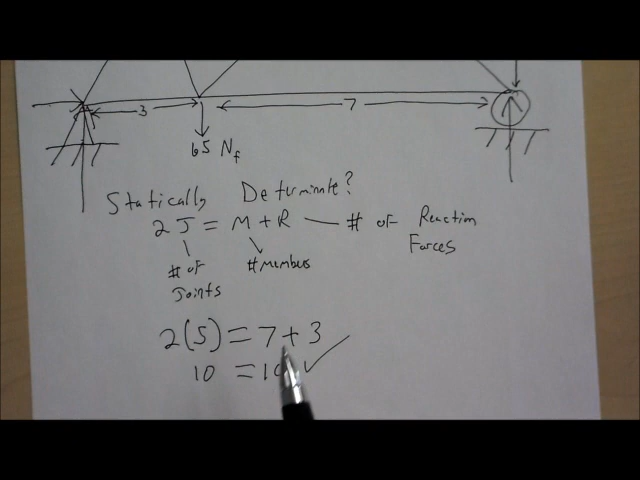 3
7
65 Nf
Statically Determinate?
2J = M+R — # of Reaction Forces
# of Joints
# Members
2(5) = 7+3
10 = 10 ✓